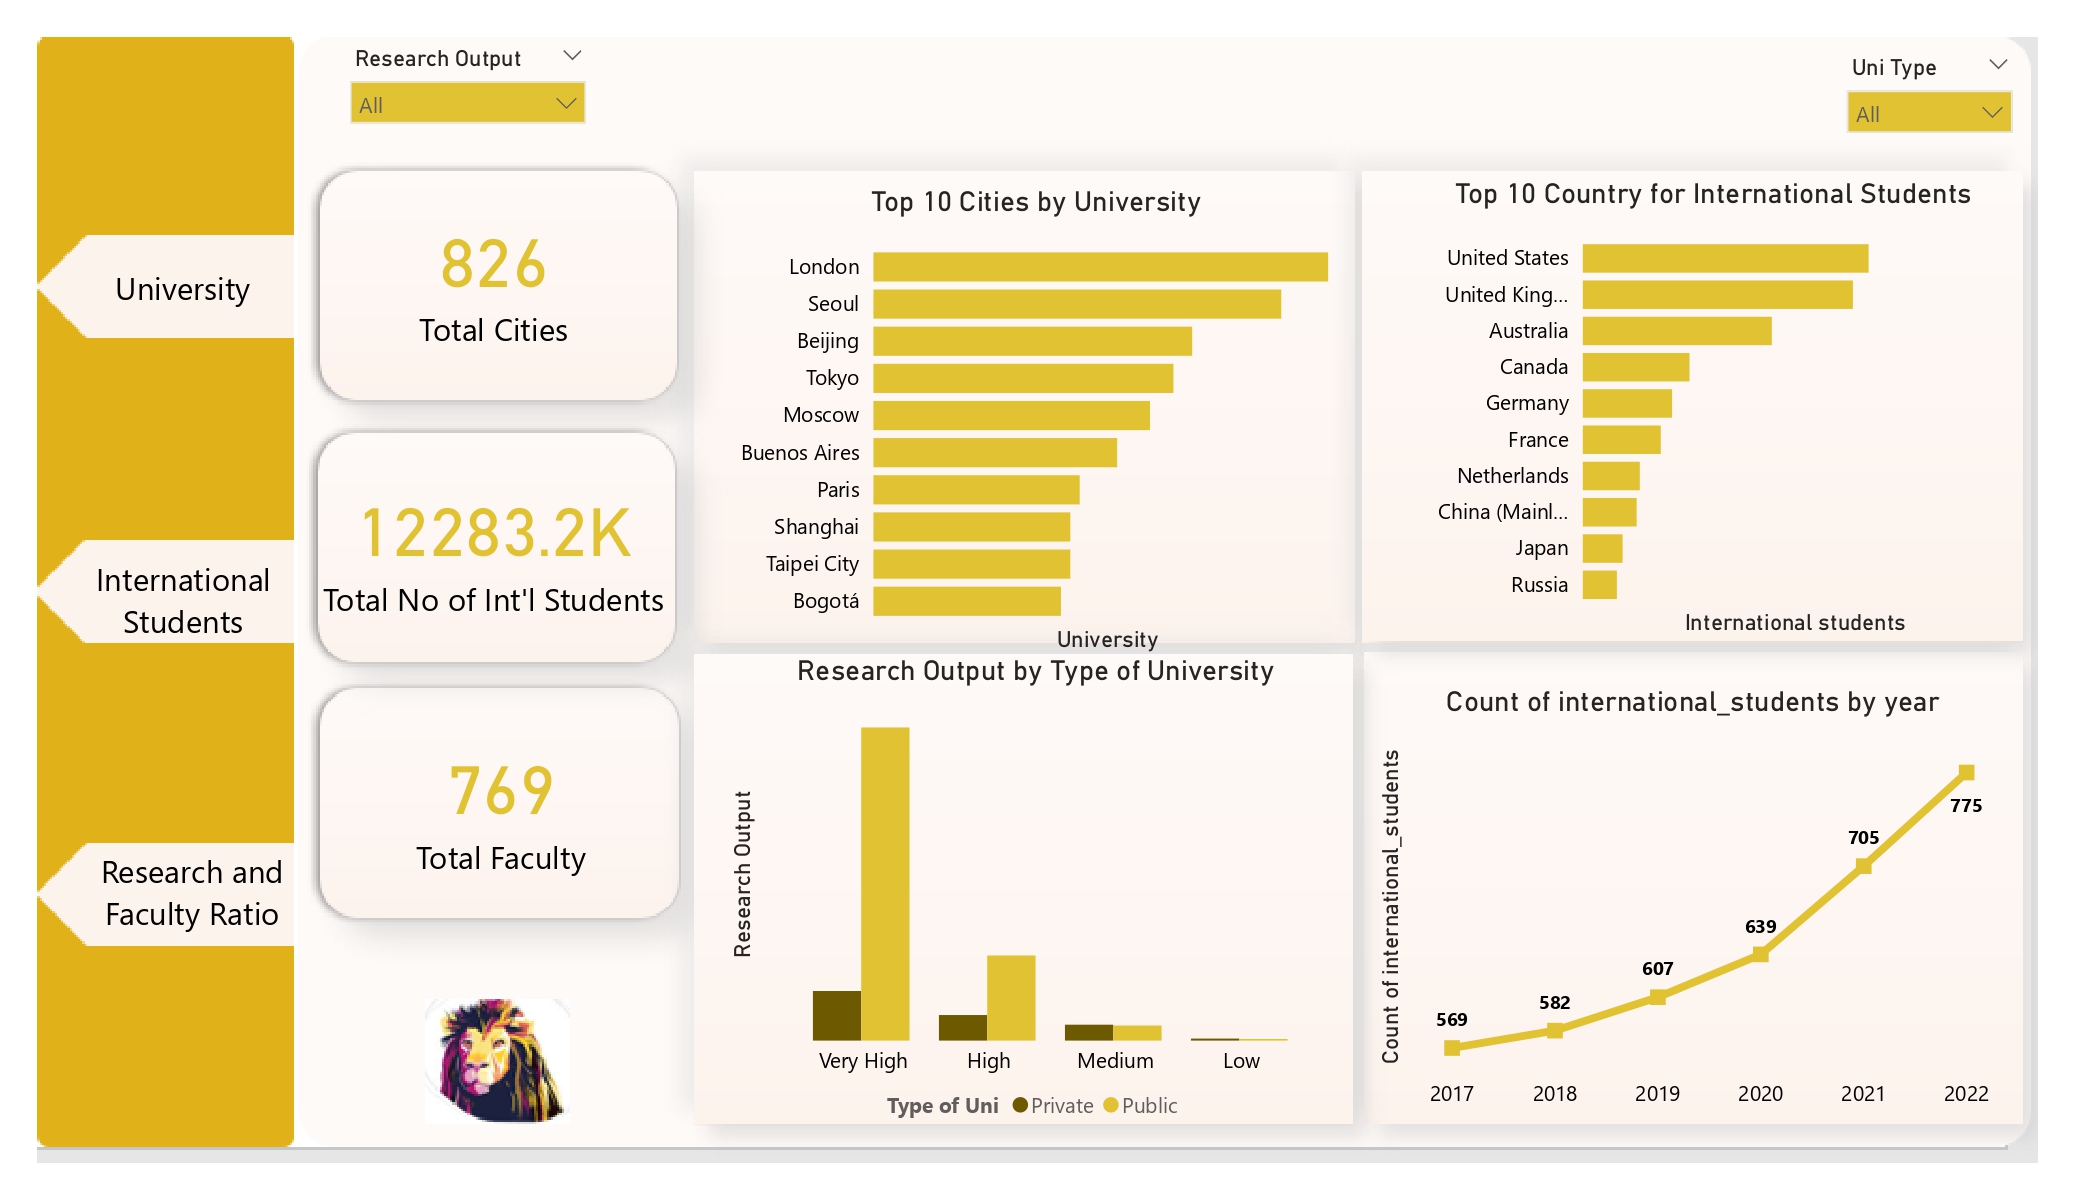 Research Output
All
Uni Type
All
University
International
Students
Research and
Faculty Ratio
826
Total Cities
12283.2K
Total No of Int'l Students
769
Total Faculty
Top 10 Cities by University
London
Seoul
Beijing
Tokyo
Moscow
Buenos Aires
Paris
Shanghai
Taipei City
Bogotá
University
Top 10 Country for International Students
United States
United King...
Australia
Canada
Germany
France
Netherlands
China (Mainl...
Japan
Russia
International students
Research Output by Type of University
Research Output
Very High
High
Medium
Low
Type of Uni Private Public
Count of international_students by year
Count of international_students
569
582
607
639
705
775
2017
2018
2019
2020
2021
2022